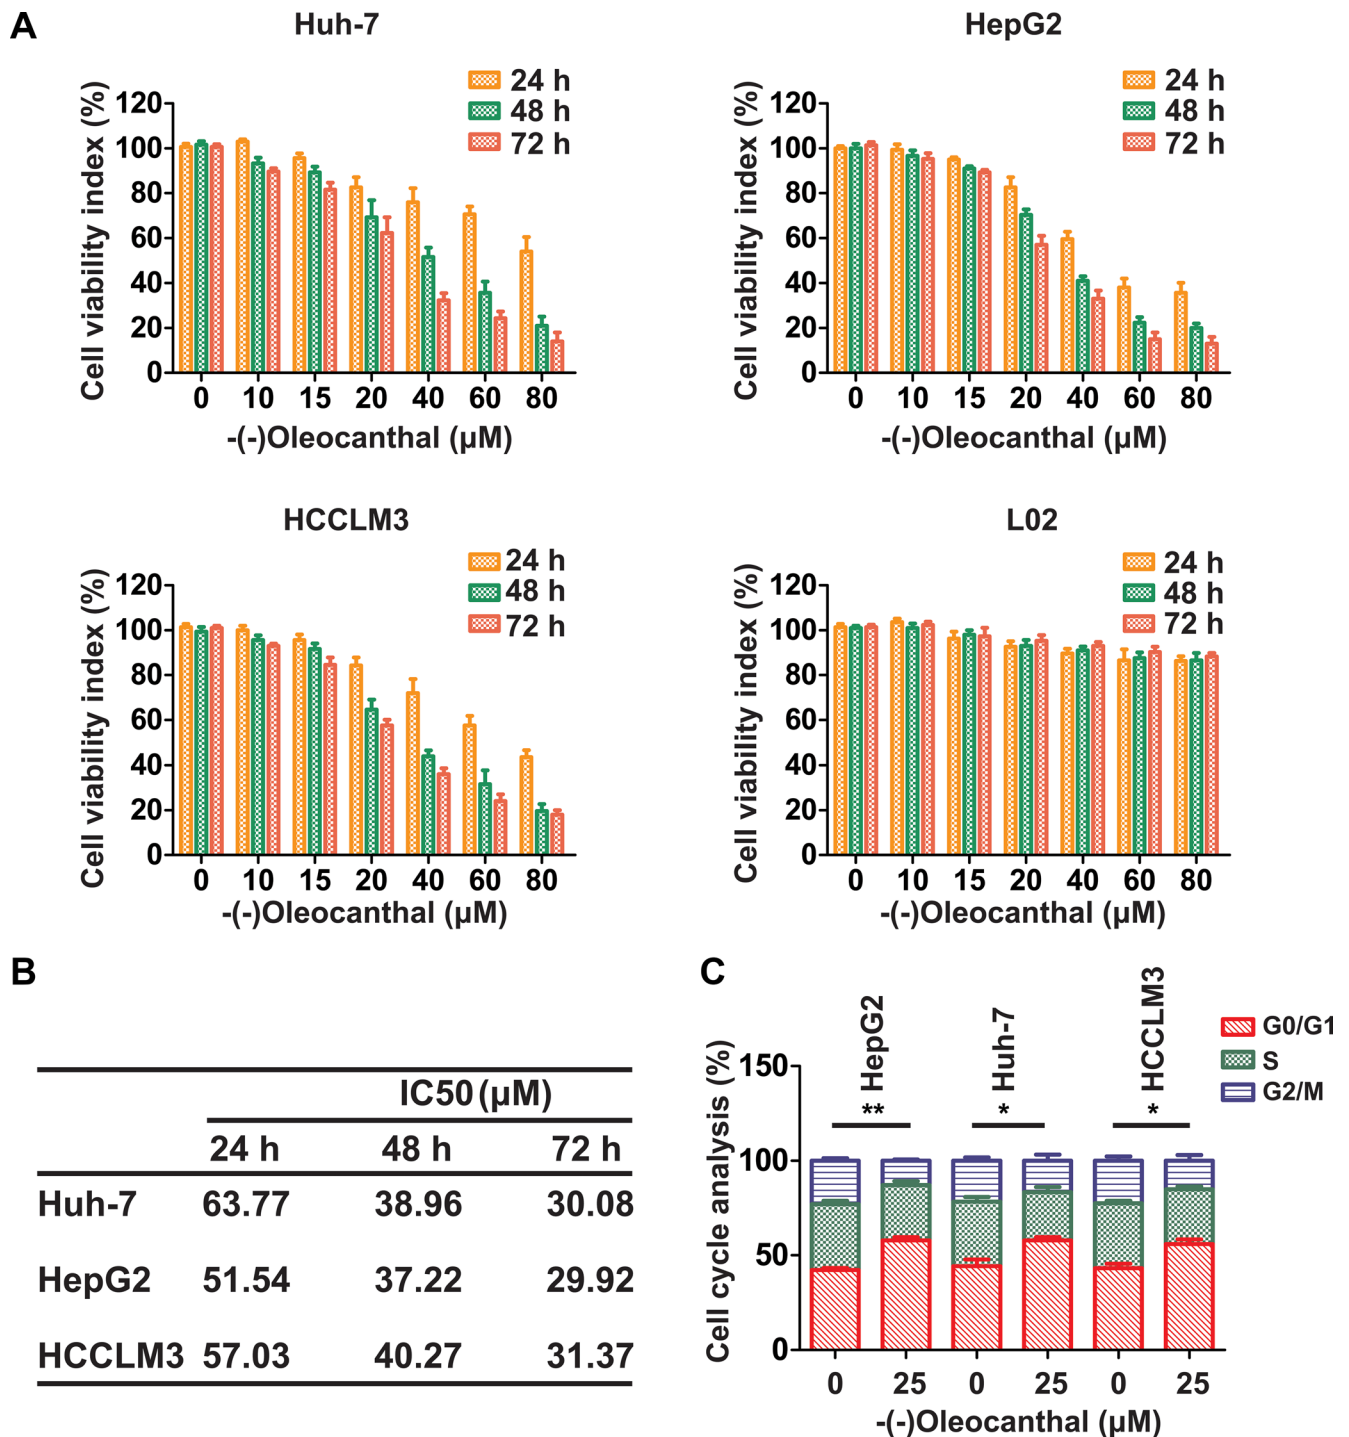 A
Huh-7
24 h
48 h
72 h
Cell viability index (%)
120
100
80
60
40
20
0
0 10 15 20 40 60 80
-(-)Oleocanthal (µM)
HepG2
24 h
48 h
72 h
Cell viability index (%)
120
100
80
60
40
20
0
0 10 15 20 40 60 80
-(-)Oleocanthal (µM)
HCCLM3
24 h
48 h
72 h
Cell viability index (%)
120
100
80
60
40
20
0
0 10 15 20 40 60 80
-(-)Oleocanthal (µM)
L02
24 h
48 h
72 h
Cell viability index (%)
120
100
80
60
40
20
0
0 10 15 20 40 60 80
-(-)Oleocanthal (µM)
B
IC50 (µM)
24 h 48 h 72 h
Huh-7 63.77 38.96 30.08
HepG2 51.54 37.22 29.92
HCCLM3 57.03 40.27 31.37
C
HepG2
Huh-7
HCCLM3
G0/G1
S
G2/M
** * *
Cell cycle analysis (%)
150
100
50
0
0 25 0 25 0 25
-(-)Oleocanthal (µM)